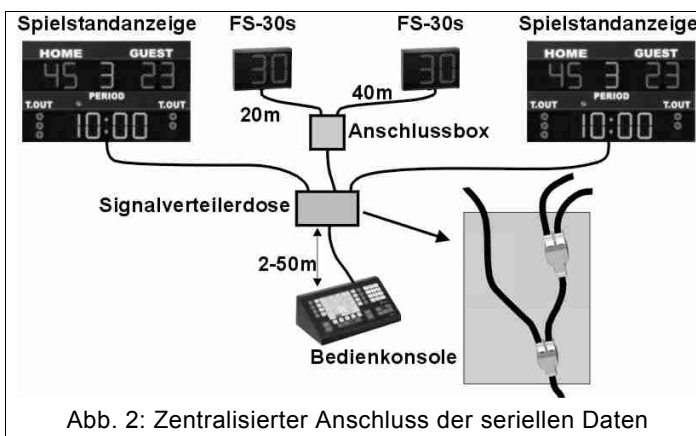 Spielstandanzeige FS-30s FS-30s Spielstandanzeige
HOME GUEST
45 3 23
PERIOD
T.OUT T.OUT
10:00
30
30
HOME GUEST
45 3 23
PERIOD
T.OUT T.OUT
10:00
20m
40m
Anschlussbox
Signalverteilerdose
2-50m
Bedienkonsole
Abb. 2: Zentralisierter Anschluss der seriellen Daten